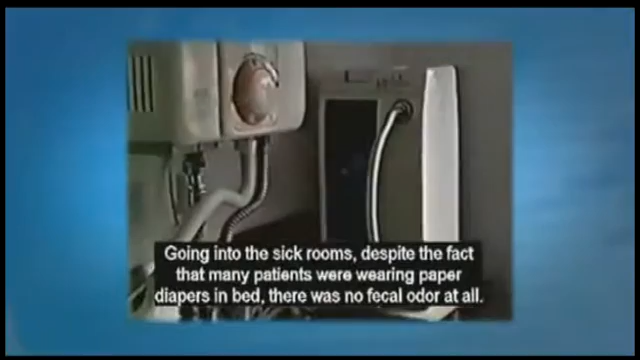 Going into the sick rooms, despite the fact
that many patients were wearing paper
diapers in bed, there was no fecal odor at all.